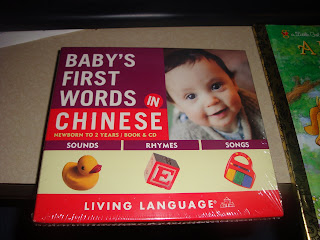 BABY'S
FIRST
WORDS IN
CHINESE
NEWBORN TO 2 YEARS / BOOK & CD
SOUNDS
RHYMES
SONGS
E
LIVING LANGUAGE®